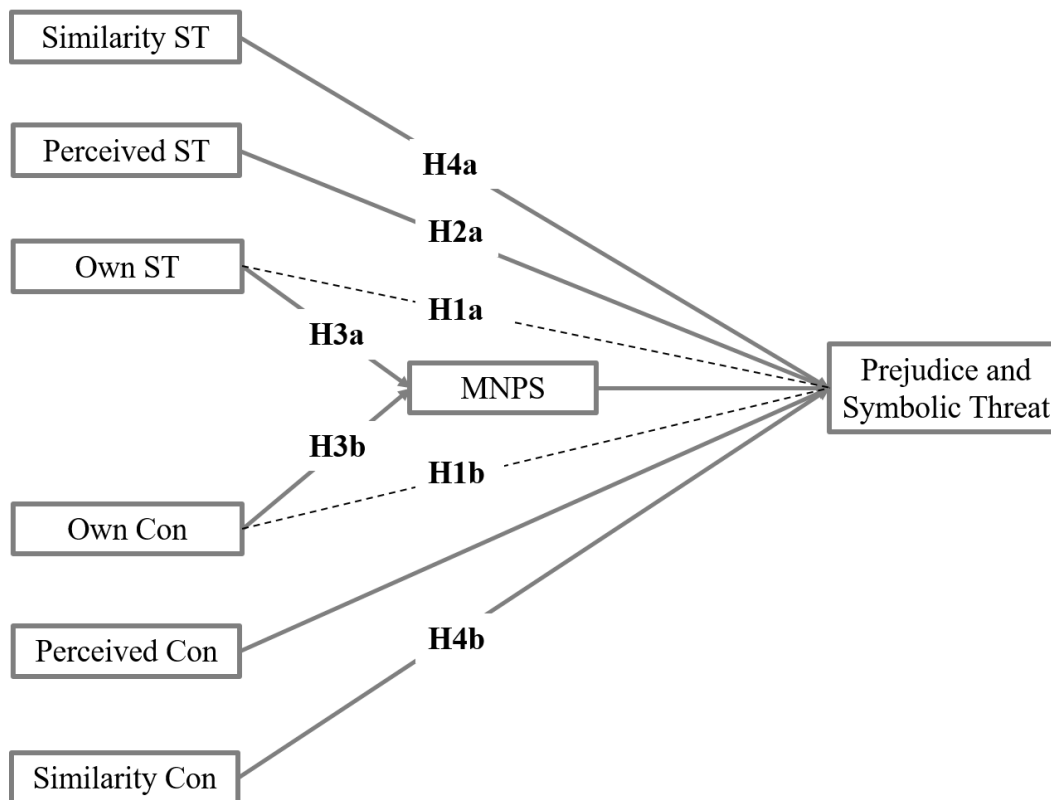 Similarity ST
Perceived ST
H4a
H2a
Own ST
H1a
H3a
MNPS
Prejudice and
Symbolic Threat
H3b
H1b
Own Con
Perceived Con
H4b
Similarity Con